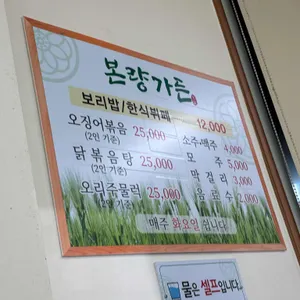 본량가든
보리밥/한식뷔페 12,000
오징어볶음 25,000 소주/맥주 4,000
(2인 기준)
닭볶음탕 25,000 모주 5,000
(2인 기준) 막걸리 3,000
오리주물럭 25,000 음료수 2,000
(2인 기준)
매주 화요일 쉽니다
물은 셀프입니다